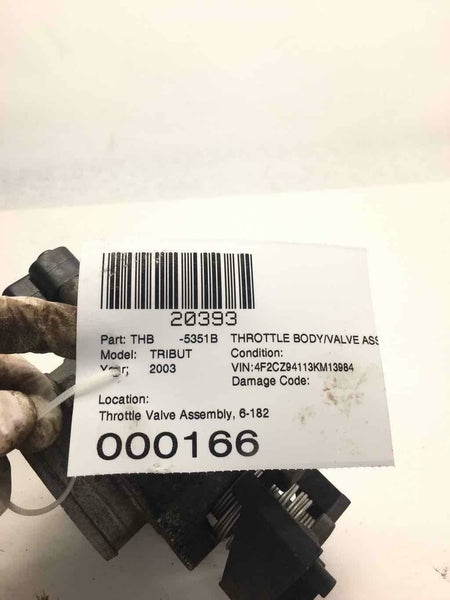 20393
Part: THB -5351B THROTTLE BODY/VALVE ASS
Model: TRIBUT Condition:
Year; 2003 VIN:4F2CZ94113KM13984
Damage Code:
Location:
Throttle Valve Assembly, 6-182
000166